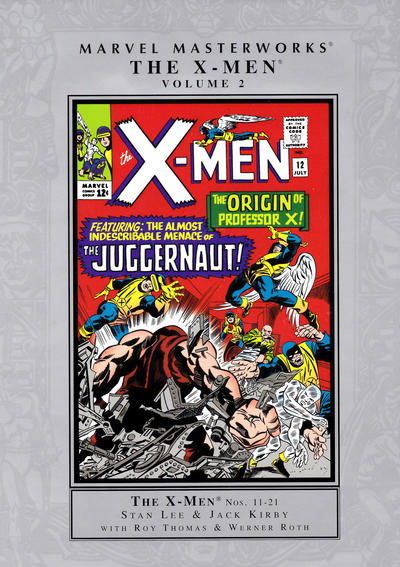 MARVEL MASTERWORKS®
THE X-MEN®
VOLUME 2
APPROVED
BY THE
COMICS
CODE
AUTHORITY
the
X-MEN
MARVEL
COMICS
GROUP
12¢
IND.
12
JULY
THE ORIGIN OF
PROFESSOR X!
FEATURING: THE ALMOST
INDESCRIBABLE MENACE OF
THE JUGGERNAUT!
THE X-MEN® NOS. 11-21
STAN LEE & JACK KIRBY
WITH ROY THOMAS & WERNER ROTH